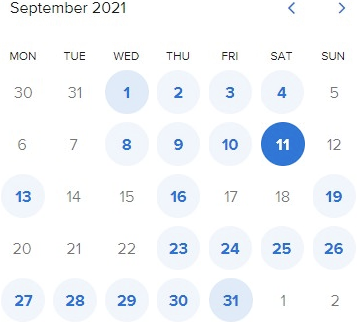 September 2021 < >
MON TUE WED THU FRI SAT SUN
30 31 1 2 3 4 5
6 7 8 9 10 11 12
13 14 15 16 17 18 19
20 21 22 23 24 25 26
27 28 29 30 31 1 2